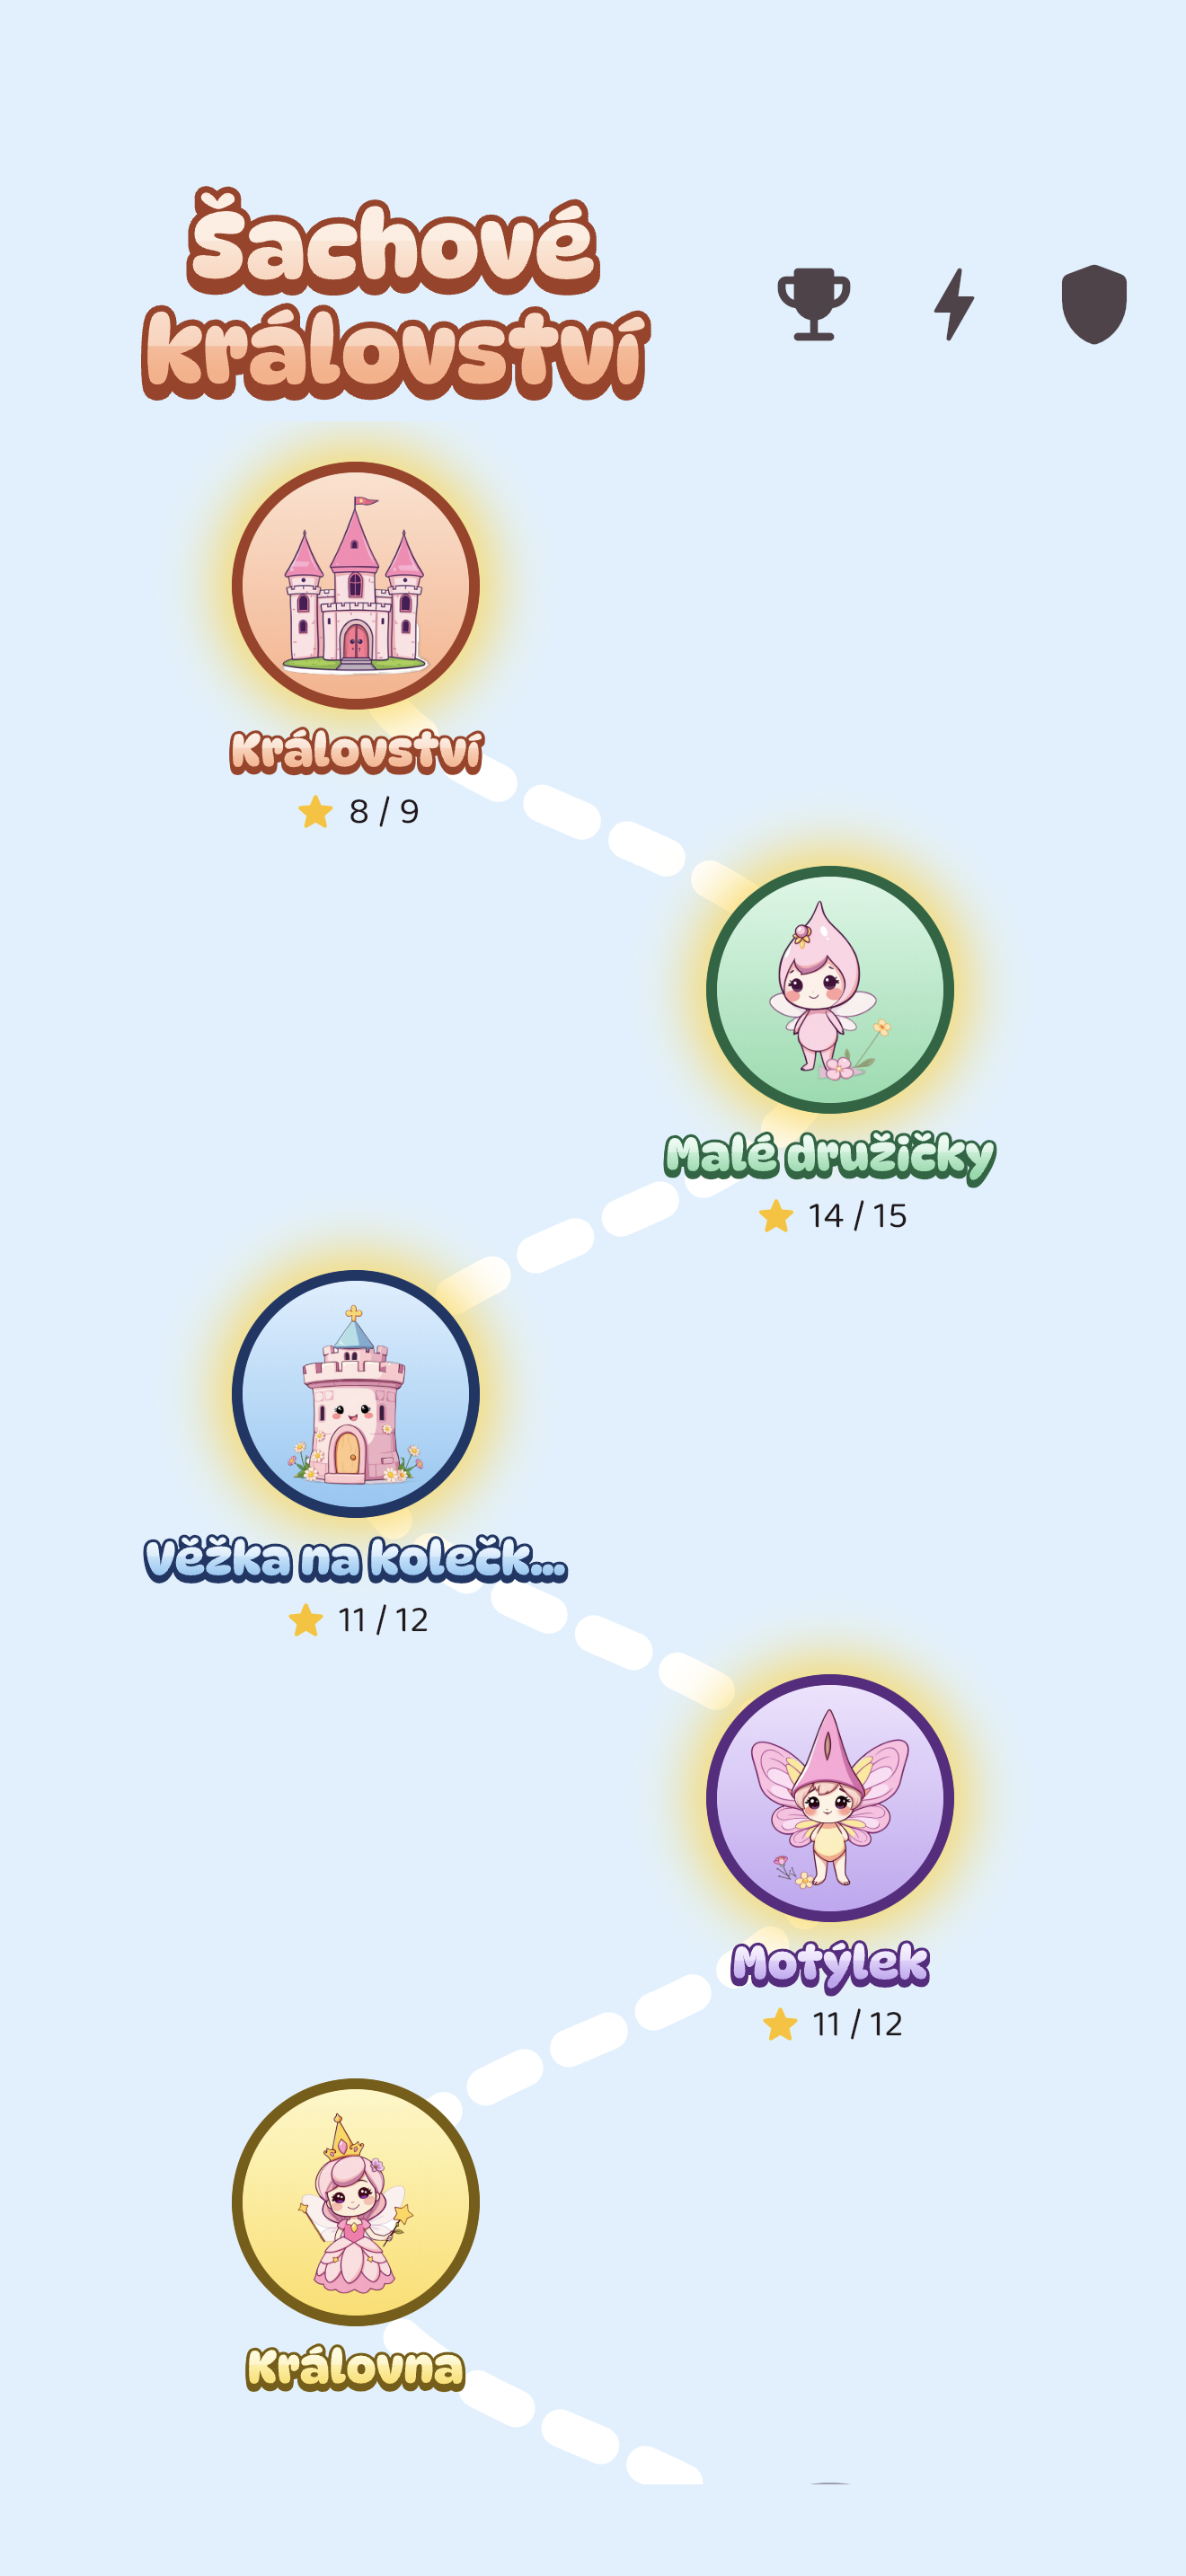 Šachové
království
Království
8 / 9
Malé družičky
14 / 15
Věžka na kolečk...
11 / 12
Motýlek
11 / 12
Královna